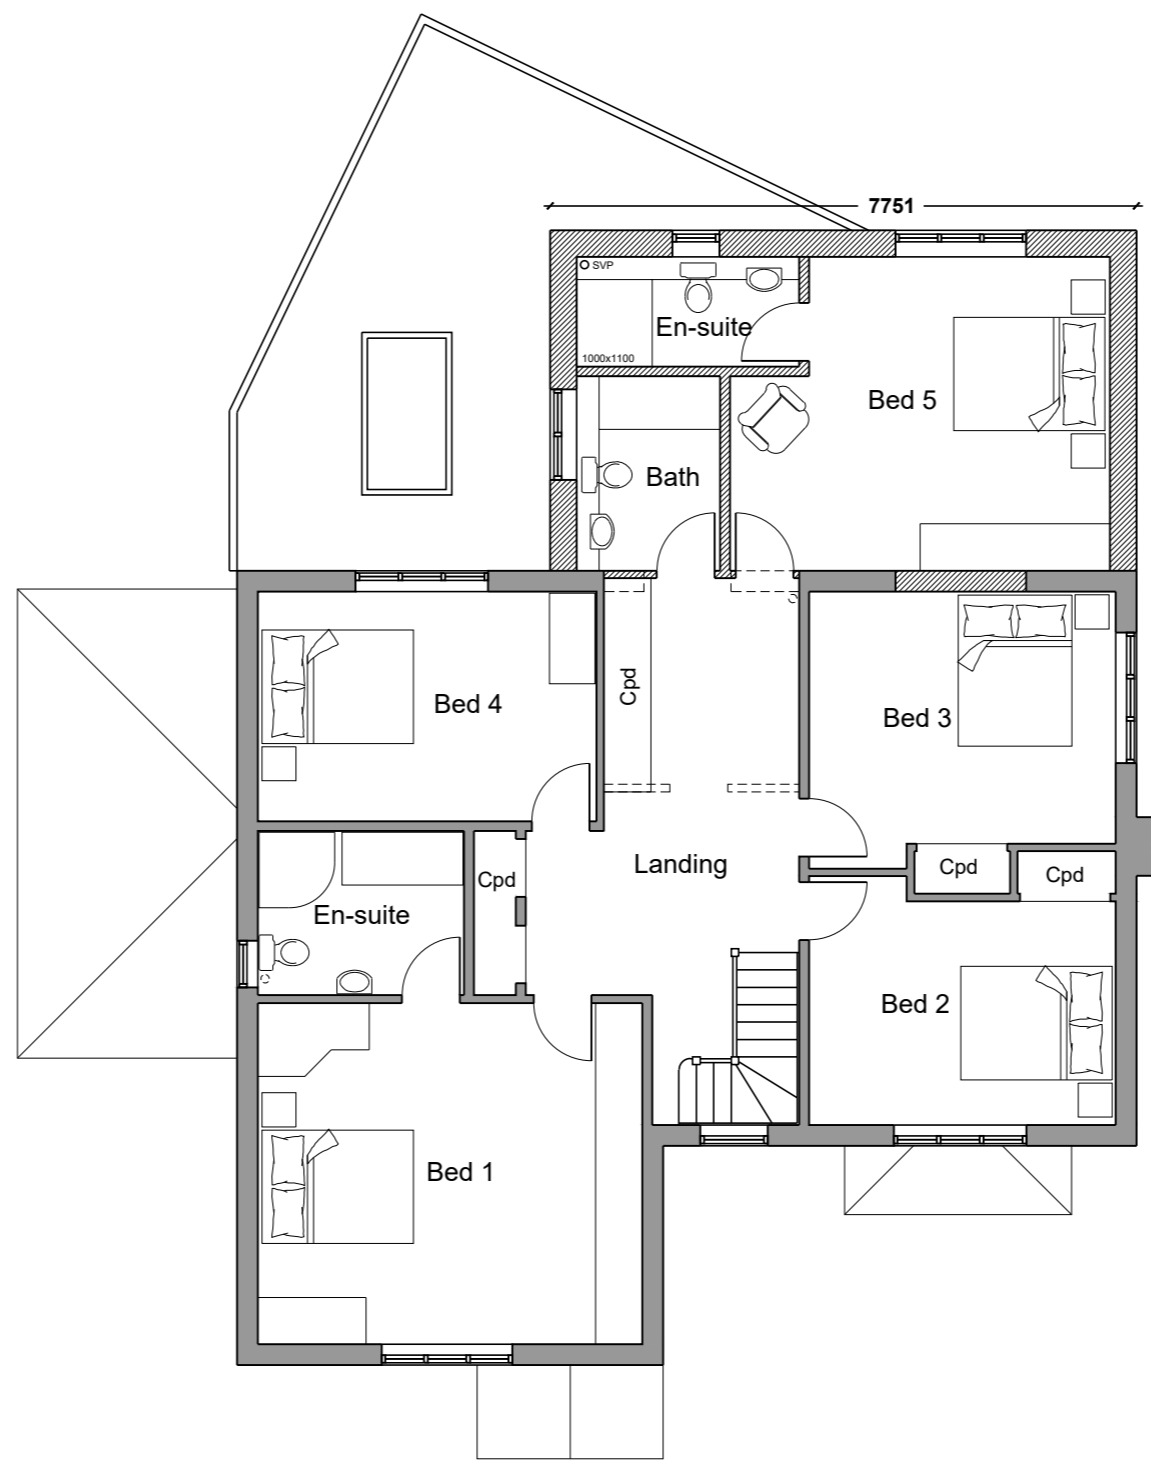 7751
SVP
En-suite
1000x1100
Bed 5
Bath
Cpd
Bed 4
Bed 3
Landing
Cpd
Cpd
Cpd
En-suite
Bed 2
Bed 1